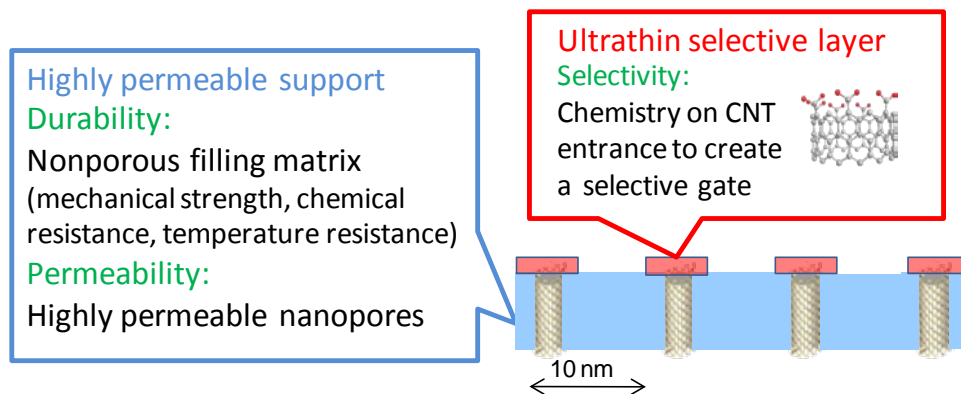 Highly permeable support
Durability:
Nonporous filling matrix
(mechanical strength, chemical
resistance, temperature resistance)
Permeability:
Highly permeable nanopores
Ultrathin selective layer
Selectivity:
Chemistry on CNT
entrance to create
a selective gate
10 nm